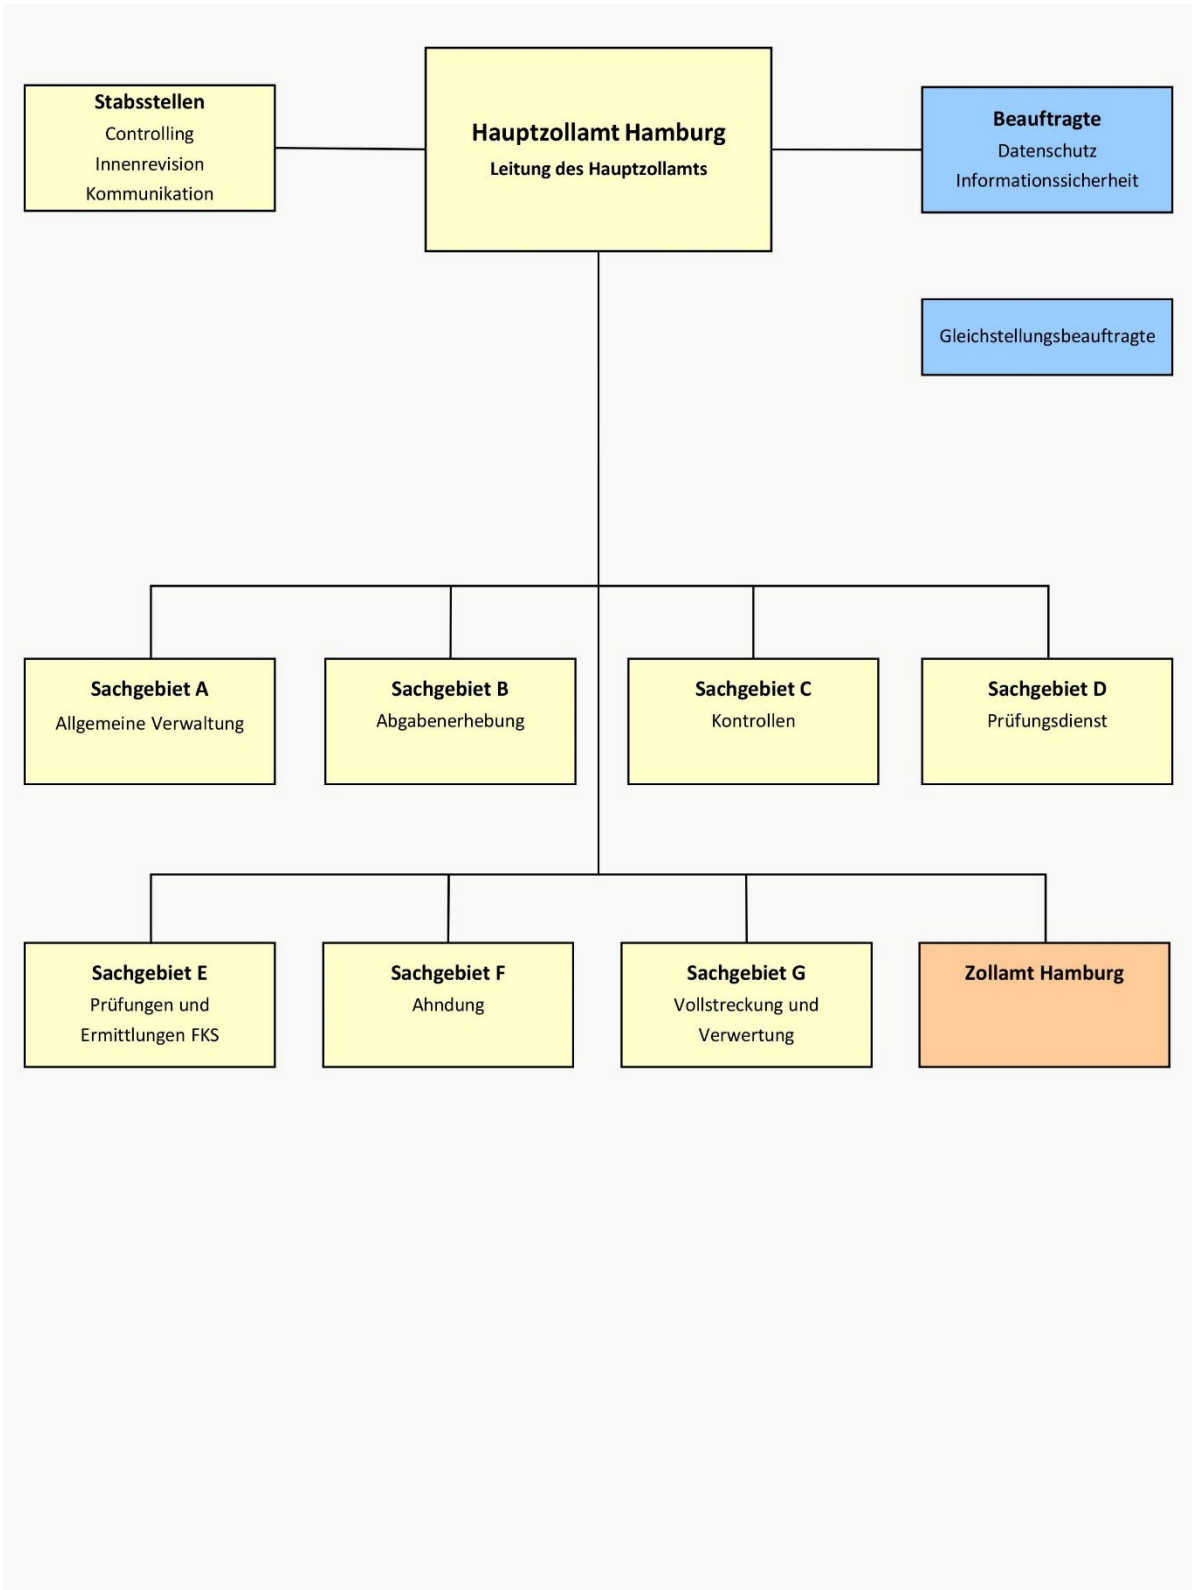 Stabsstellen
Controlling
Innenrevision
Kommunikation
Hauptzollamt Hamburg
Leitung des Hauptzollamts
Beauftragte
Datenschutz
Informationssicherheit
Gleichstellungsbeauftragte
Sachgebiet A
Allgemeine Verwaltung
Sachgebiet B
Abgabenerhebung
Sachgebiet C
Kontrollen
Sachgebiet D
Prüfungsdienst
Sachgebiet E
Prüfungen und
Ermittlungen FKS
Sachgebiet F
Ahndung
Sachgebiet G
Vollstreckung und
Verwertung
Zollamt Hamburg